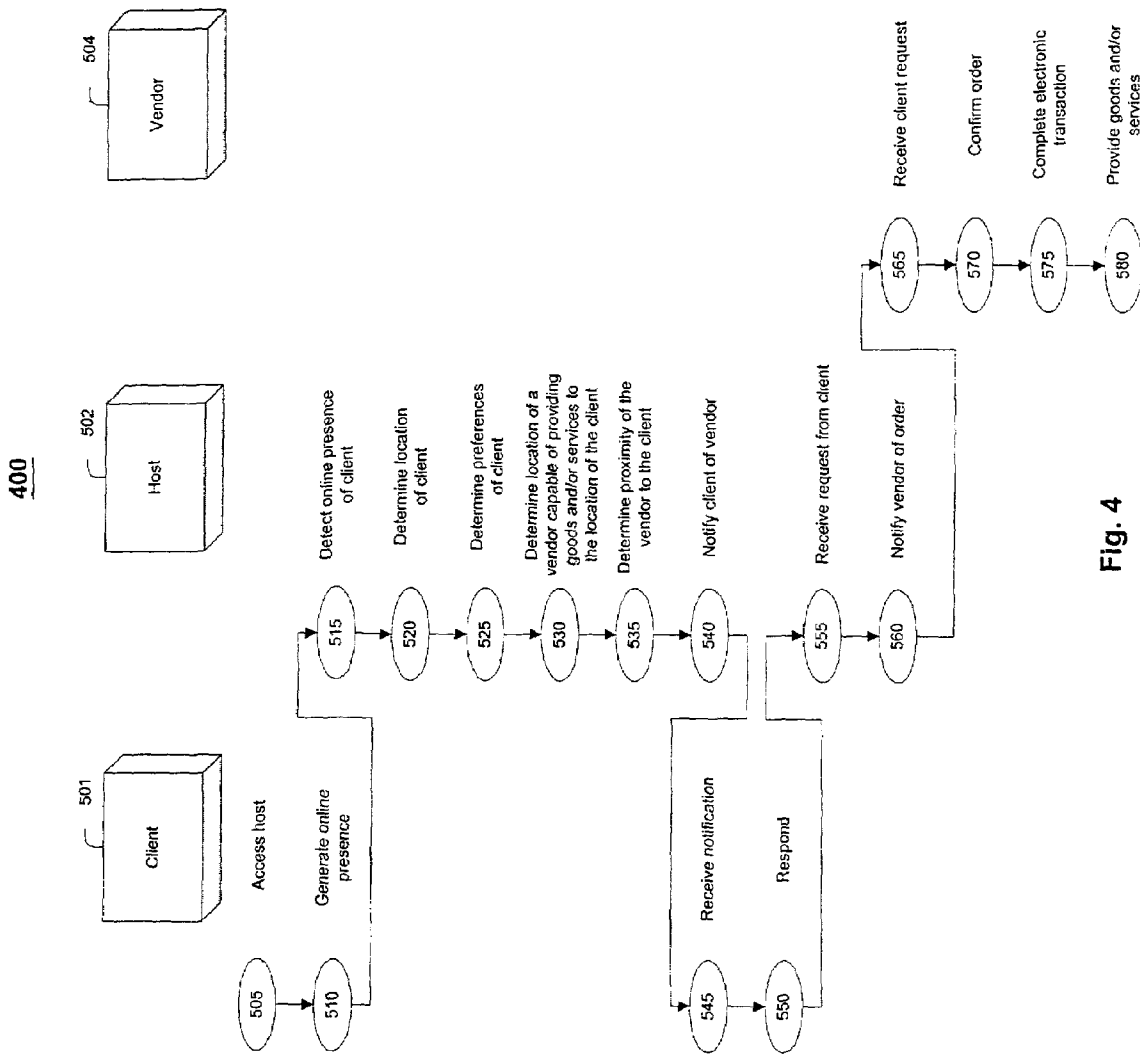 400
501
Client
502
Host
504
Vendor
505
Access host
510
Generate online
presence
515
Detect online presence
of client
520
Determine location
of client
525
Determine preferences
of client
530
Determine location of a
vendor capable of providing
goods and/or services to
the location of the client
535
Determine proximity of the
vendor to the client
540
Notify client of vendor
545
Receive notification
550
Respond
555
Receive request from client
560
Notify vendor of order
565
Receive client request
570
Confirm order
575
Complete electronic
transaction
580
Provide goods and/or
services
Fig. 4